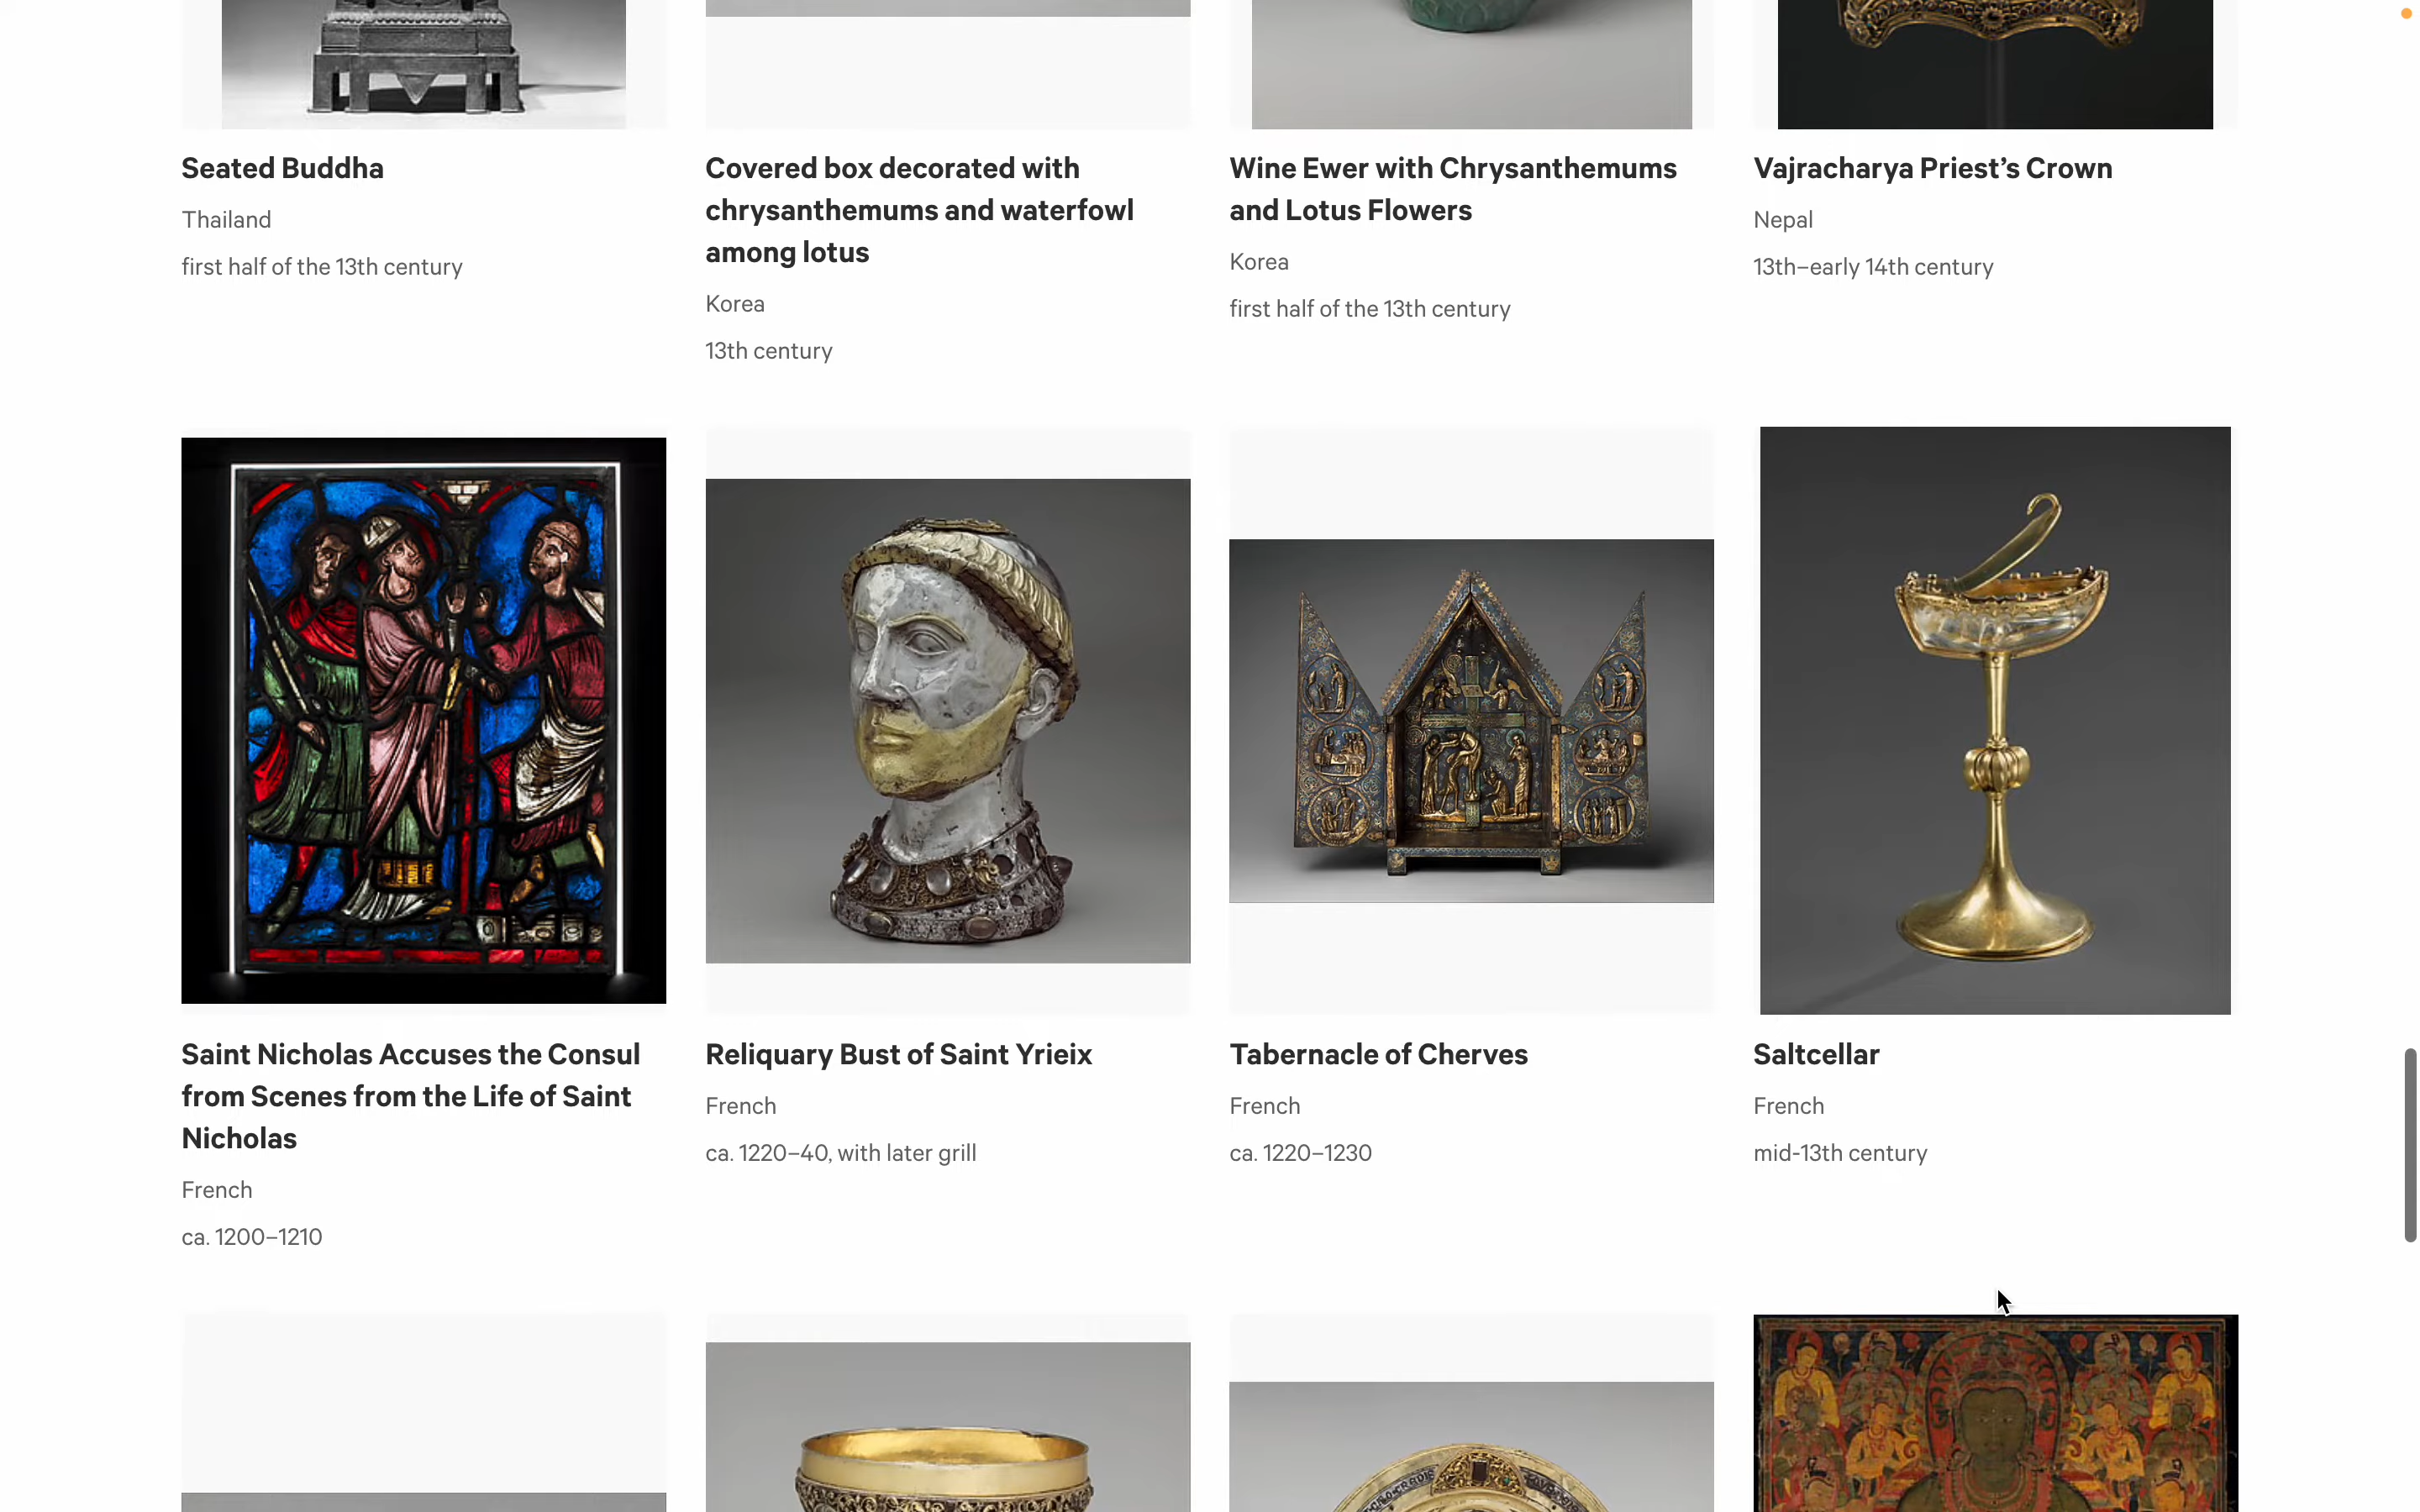 Seated Buddha
Thailand
first half of the 13th century
Covered box decorated with
chrysanthemums and waterfowl
among lotus
Korea
13th century
Wine Ewer with Chrysanthemums
and Lotus Flowers
Korea
first half of the 13th century
Vajracharya Priest’s Crown
Nepal
13th–early 14th century
Saint Nicholas Accuses the Consul
from Scenes from the Life of Saint
Nicholas
French
ca. 1200–1210
Reliquary Bust of Saint Yrieix
French
ca. 1220–40, with later grill
Tabernacle of Cherves
French
ca. 1220–1230
Saltcellar
French
mid-13th century